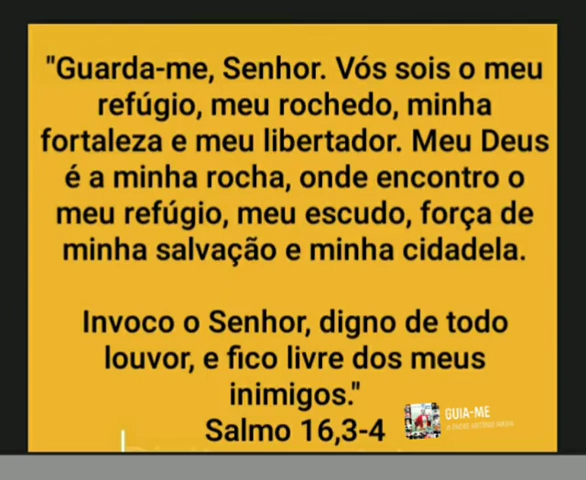 "Guarda-me, Senhor. Vós sois o meu
refúgio, meu rochedo, minha
fortaleza e meu libertador. Meu Deus
é a minha rocha, onde encontro o
meu refúgio, meu escudo, força de
minha salvação e minha cidadela.
Invoco o Senhor, digno de todo
louvor, e fico livre dos meus
inimigos."
Salmo 16,3-4
GUIA-ME